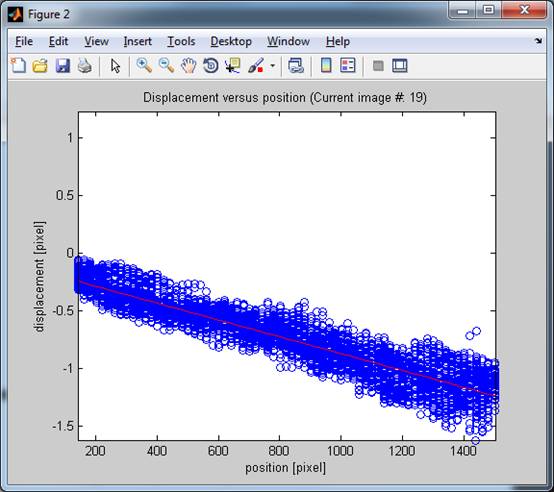 Figure 2
File Edit View Insert Tools Desktop Window Help
Displacement versus position (Current image #: 19)
1
0.5
0
-0.5
-1
-1.5
displacement [pixel]
200 400 600 800 1000 1200 1400
position [pixel]